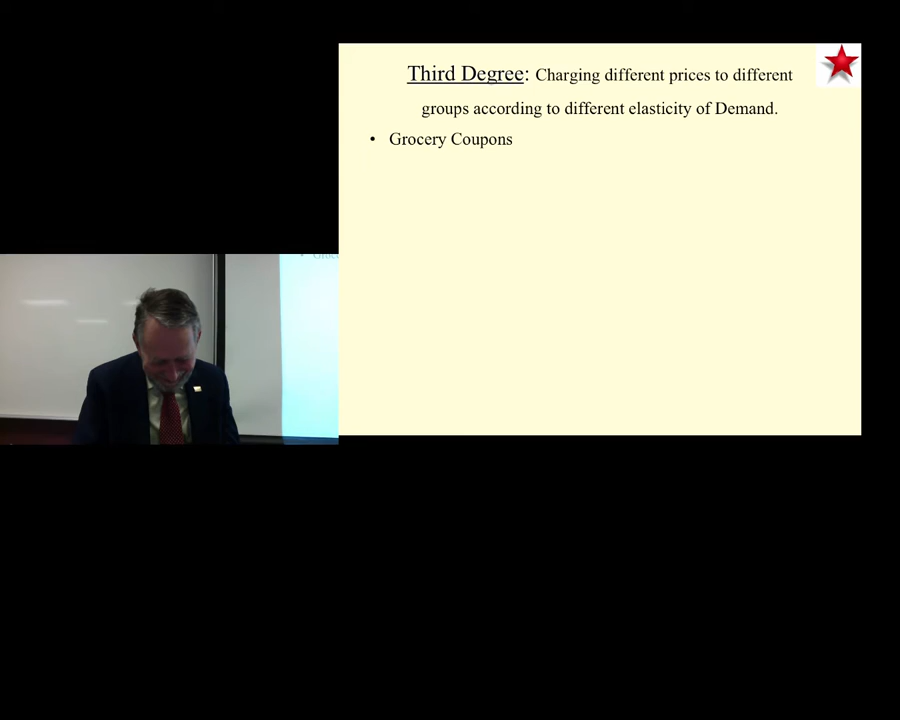 Third Degree: Charging different prices to different
groups according to different elasticity of Demand.
• Grocery Coupons